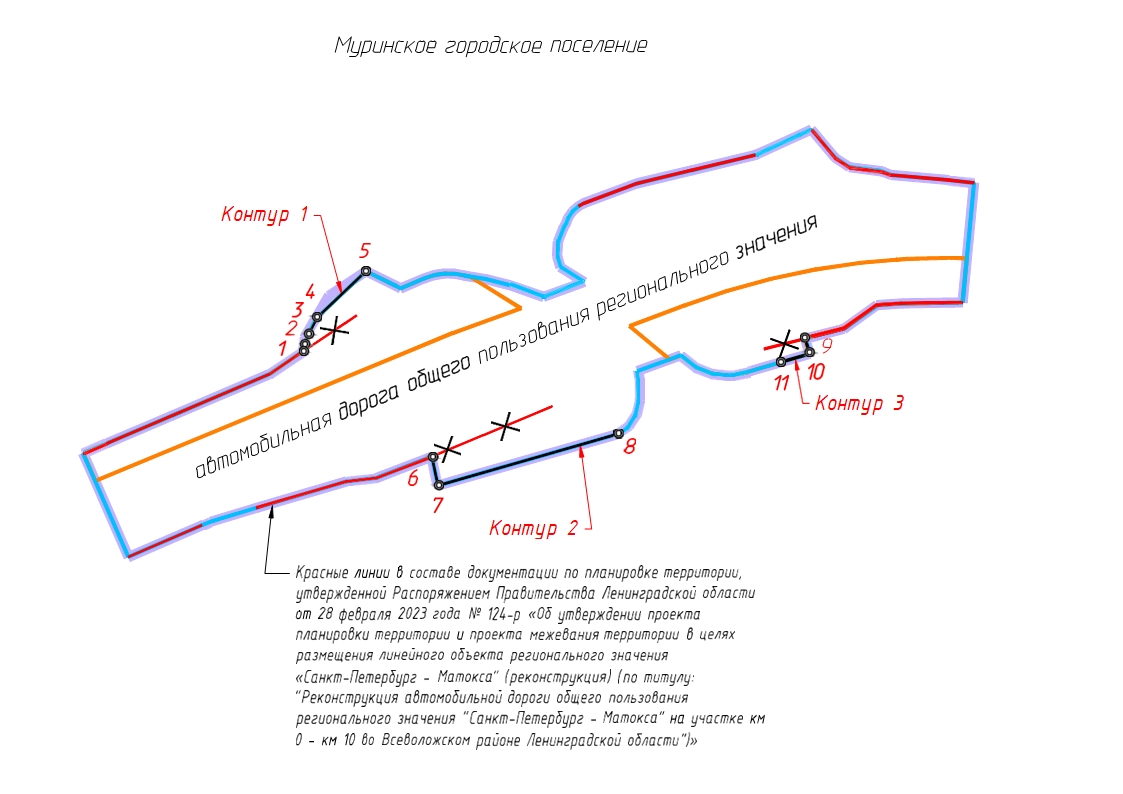 Муринское городское поселение
Контур 1
5
4
3
2
1
автомобильная дорога общего пользования регионального значения
9
10
11
Контур 3
8
6
7
Контур 2
Красные линии в составе документации по планировке территории,
утвержденной Распоряжением Правительства Ленинградской области
от 28 февраля 2023 года № 124-р «Об утверждении проекта
планировки территории и проекта межевания территории в целях
размещения линейного объекта регионального значения
«Санкт-Петербург - Матокса" (реконструкция) (по титулу:
"Реконструкция автомобильной дороги общего пользования
регионального значения "Санкт-Петербург - Матокса" на участке км
0 - км 10 во Всеволожском районе Ленинградской области")»